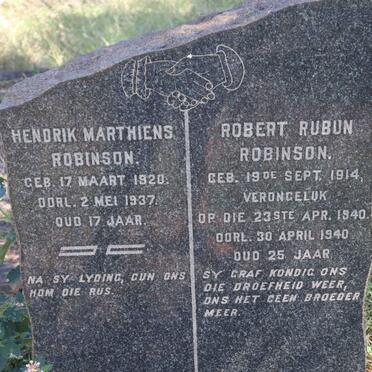 HENDRIK MARTHIENS
ROBINSON.
GEB. 17 MAART 1920.
OORL. 2 MEI 1937.
OUD 17 JAAR.
NA SY LYDING, GUN ONS
HOM DIE RUS.
ROBERT RUBUN
ROBINSON.
GEB. 19DE SEPT. 1914,
VERONGELUK
OP DIE 23STE APR. 1940.
OORL. 30 APRIL 1940
OUD 25 JAAR
SY GRAF KONDIG ONS
DIE DROEFHEID WEER,
ONS HET GEEN BROEDER
MEER.